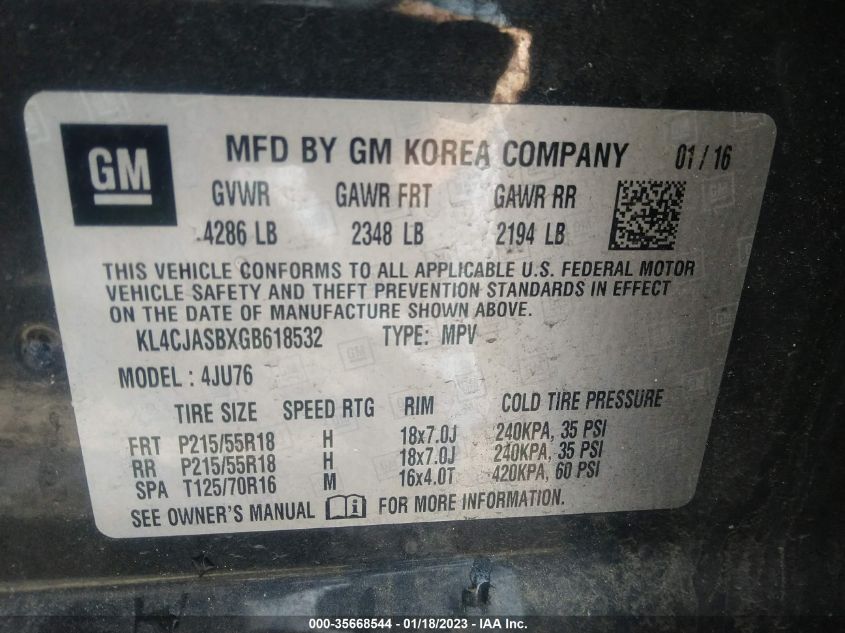 GM
MFD BY GM KOREA COMPANY 01 / 16
GVWR GAWR FRT GAWR RR
4286 LB 2348 LB 2194 LB
THIS VEHICLE CONFORMS TO ALL APPLICABLE U.S. FEDERAL MOTOR
VEHICLE SAFETY AND THEFT PREVENTION STANDARDS IN EFFECT
ON THE DATE OF MANUFACTURE SHOWN ABOVE.
KL4CJASBXGB618532 TYPE: MPV
MODEL : 4JU76
TIRE SIZE SPEED RTG RIM COLD TIRE PRESSURE
FRT P215/55R18 H 18x7.0J 240KPA, 35 PSI
RR P215/55R18 H 18x7.0J 240KPA, 35 PSI
SPA T125/70R16 M 16x4.0T 420KPA, 60 PSI
SEE OWNER'S MANUAL i FOR MORE INFORMATION.
000-35668544 / 01/18/2023 / IAA Inc.